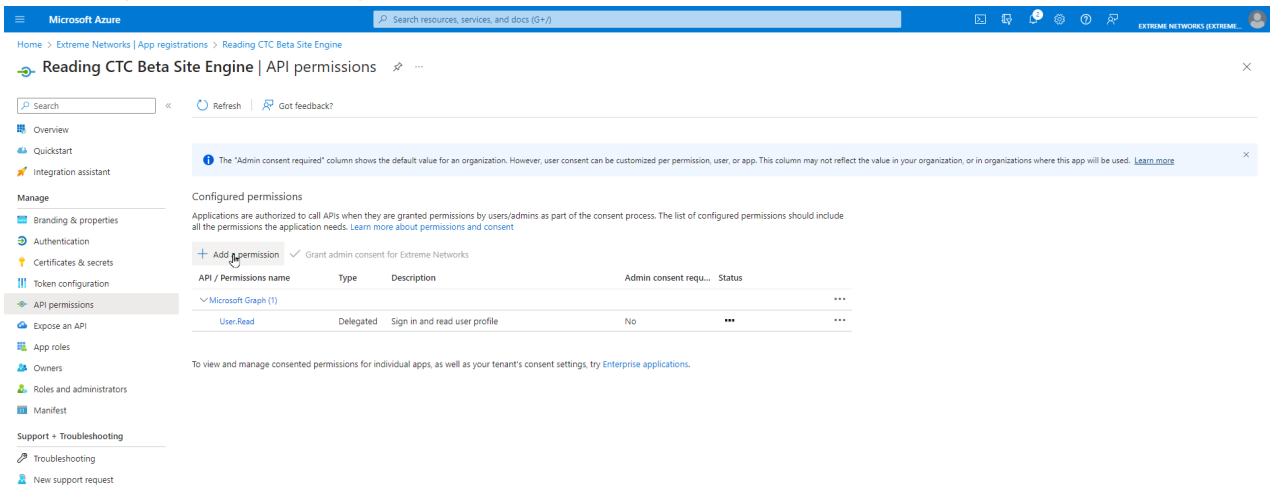 Microsoft Azure
Search resources, services, and docs (G+/)
2
EXTREME NETWORKS (EXTREME...
Home > Extreme Networks | App registrations > Reading CTC Beta Site Engine
Reading CTC Beta Site Engine | API permissions
Search
Refresh
Got feedback?
Overview
Quickstart
Integration assistant
The "Admin consent required" column shows the default value for an organization. However, user consent can be customized per permission, user, or app. This column may not reflect the value in your organization, or in organizations where this app will be used. Learn more
Manage
Branding & properties
Authentication
Certificates & secrets
Token configuration
API permissions
Expose an API
App roles
Owners
Roles and administrators
Manifest
Support + Troubleshooting
Troubleshooting
New support request
Configured permissions
Applications are authorized to call APIs when they are granted permissions by users/admins as part of the consent process. The list of configured permissions should include
all the permissions the application needs. Learn more about permissions and consent
Add a permission
Grant admin consent for Extreme Networks
API / Permissions name Type Description Admin consent requ... Status
Microsoft Graph (1)
User.Read Delegated Sign in and read user profile No
To view and manage consented permissions for individual apps, as well as your tenant's consent settings, try Enterprise applications.